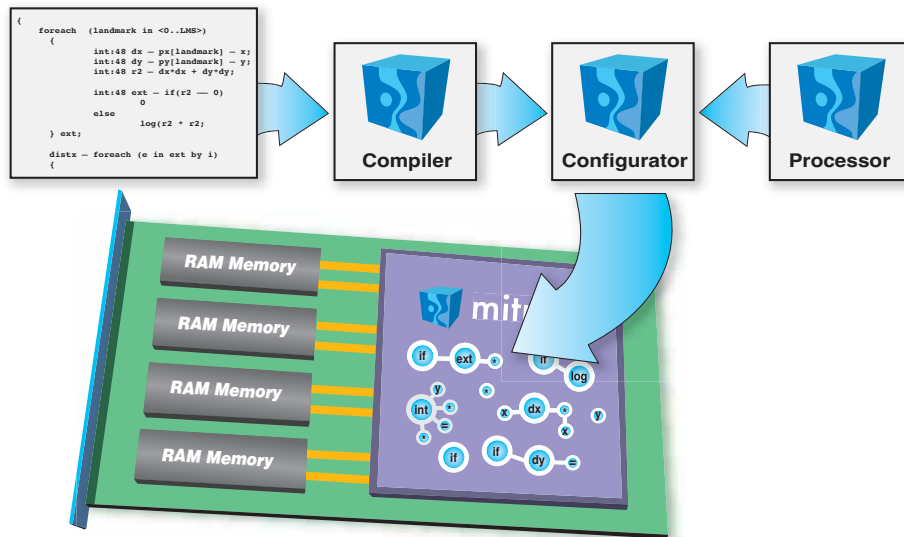 {
foreach (landmark in <0..LMS>)
{
int:48 dx — px[landmark] — x;
int:48 dy — py[landmark] — y;
int:48 r2 — dx*dx + dy*dy;
int:48 ext — if(r2 —— 0)
0
else
log(r2 * r2;
} ext;
distx — foreach (e in ext by i)
{
Compiler
Configurator
Processor
RAM Memory
RAM Memory
RAM Memory
RAM Memory
mit
if ext *
if log
int y * = *
*
x dx * x
y
if
if dy =